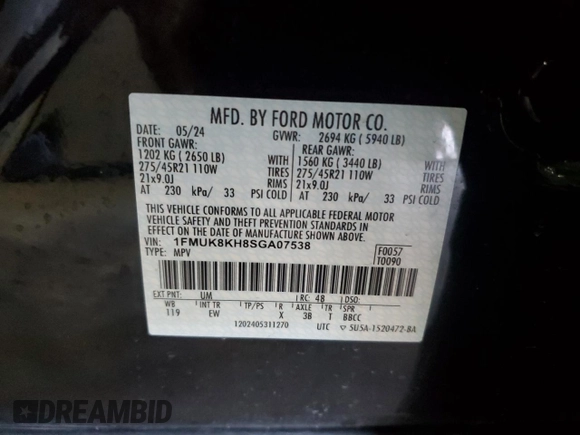 MFD. BY FORD MOTOR CO.
DATE: 05/24 GVWR: 2694 KG ( 5940 LB)
FRONT GAWR: REAR GAWR:
1202 KG ( 2650 LB) 1560 KG ( 3440 LB)
275/45R21 110W TIRES 275/45R21 110W TIRES
21x9.0J RIMS 21x9.0J RIMS
AT 230 kPa/ 33 PSI COLD AT 230 kPa/ 33 PSI COLD
THIS VEHICLE CONFORMS TO ALL APPLICABLE FEDERAL MOTOR
VEHICLE SAFETY AND THEFT PREVENTION STANDARDS IN
EFFECT ON THE DATE OF MANUFACTURE SHOWN ABOVE.
VIN: 1FMUK8KH8SGA07538 F0057
TYPE: MPV T0090
EXT PNT: UM RC: 48 DSO:
WB INT TR TP/PS R AXLE TR SPR
119 EW X 3B T BBCC
1202405311270 UTC ▽ SU5A-1520472-BA
DREAMBID